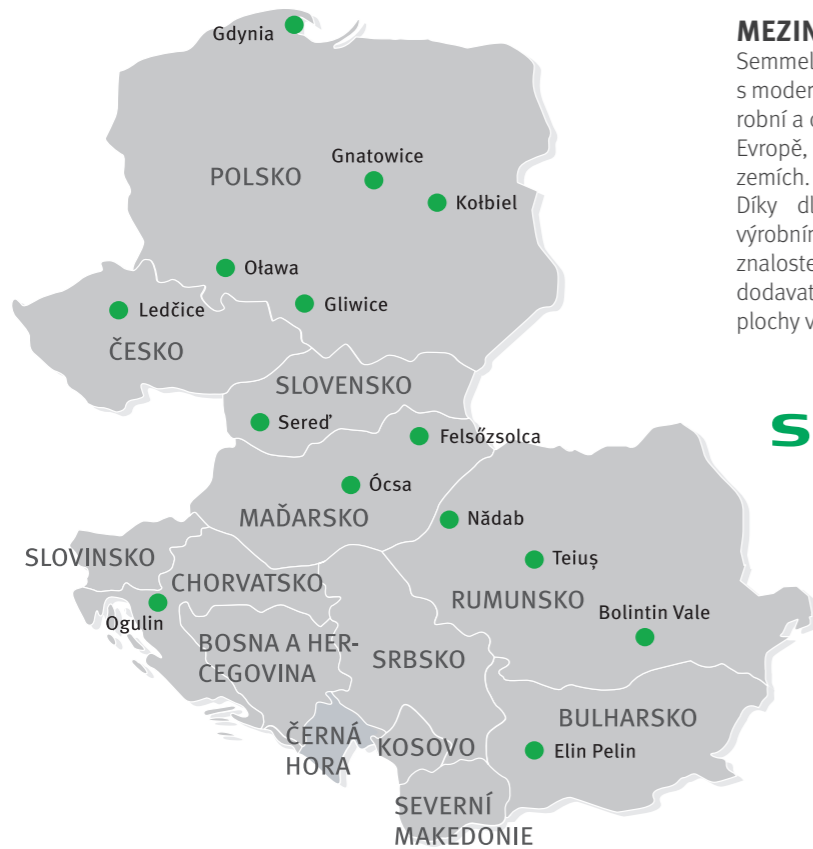 Gdynia
Gnatowice
POLSKO
Kołbiel
Oława
Gliwice
Ledčice
ČESKO
SLOVENSKO
Sereď
Felsőzsolca
Ócsa
MAĎARSKO
Nădab
SLOVINSKO
Teiuș
CHORVATSKO
RUMUNSKO
Ogulin
Bolintin Vale
BOSNA A HER-
CEGOVINA
SRBSKO
BULHARSKO
ČERNÁ
HORA
KOSOVO
Elin Pelin
SEVERNÍ
MAKEDONIE
MEZIN
Semmel
s moder
robní a
Evropě,
zemích.
Díky dl
výrobním
znaloste
dodavat
plochy v
S